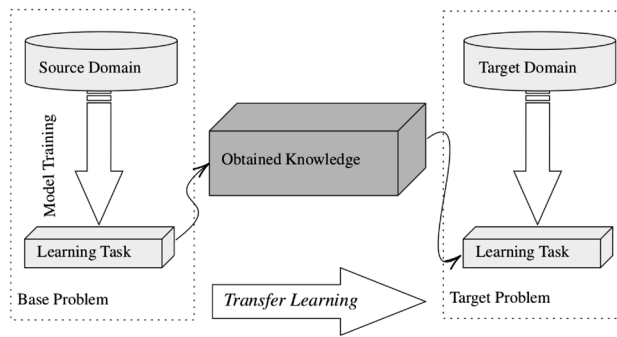 Source Domain
Model Training
Learning Task
Base Problem
Obtained Knowledge
Transfer Learning
Target Domain
Learning Task
Target Problem